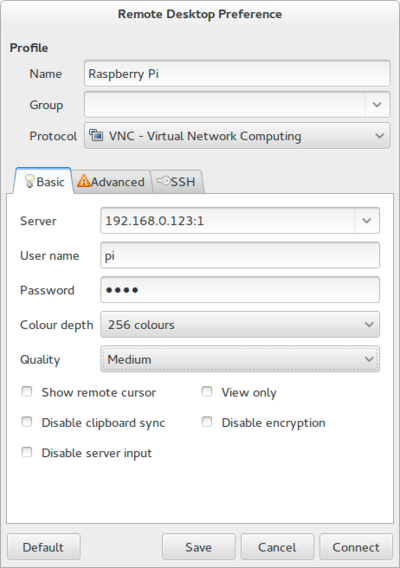 Remote Desktop Preference
Profile
Name Raspberry Pi
Group
Protocol VNC - Virtual Network Computing
Basic Advanced SSH
Server 192.168.0.123:1
User name pi
Password ●●●●
Colour depth 256 colours
Quality Medium
Show remote cursor View only
Disable clipboard sync Disable encryption
Disable server input
Default Save Cancel Connect